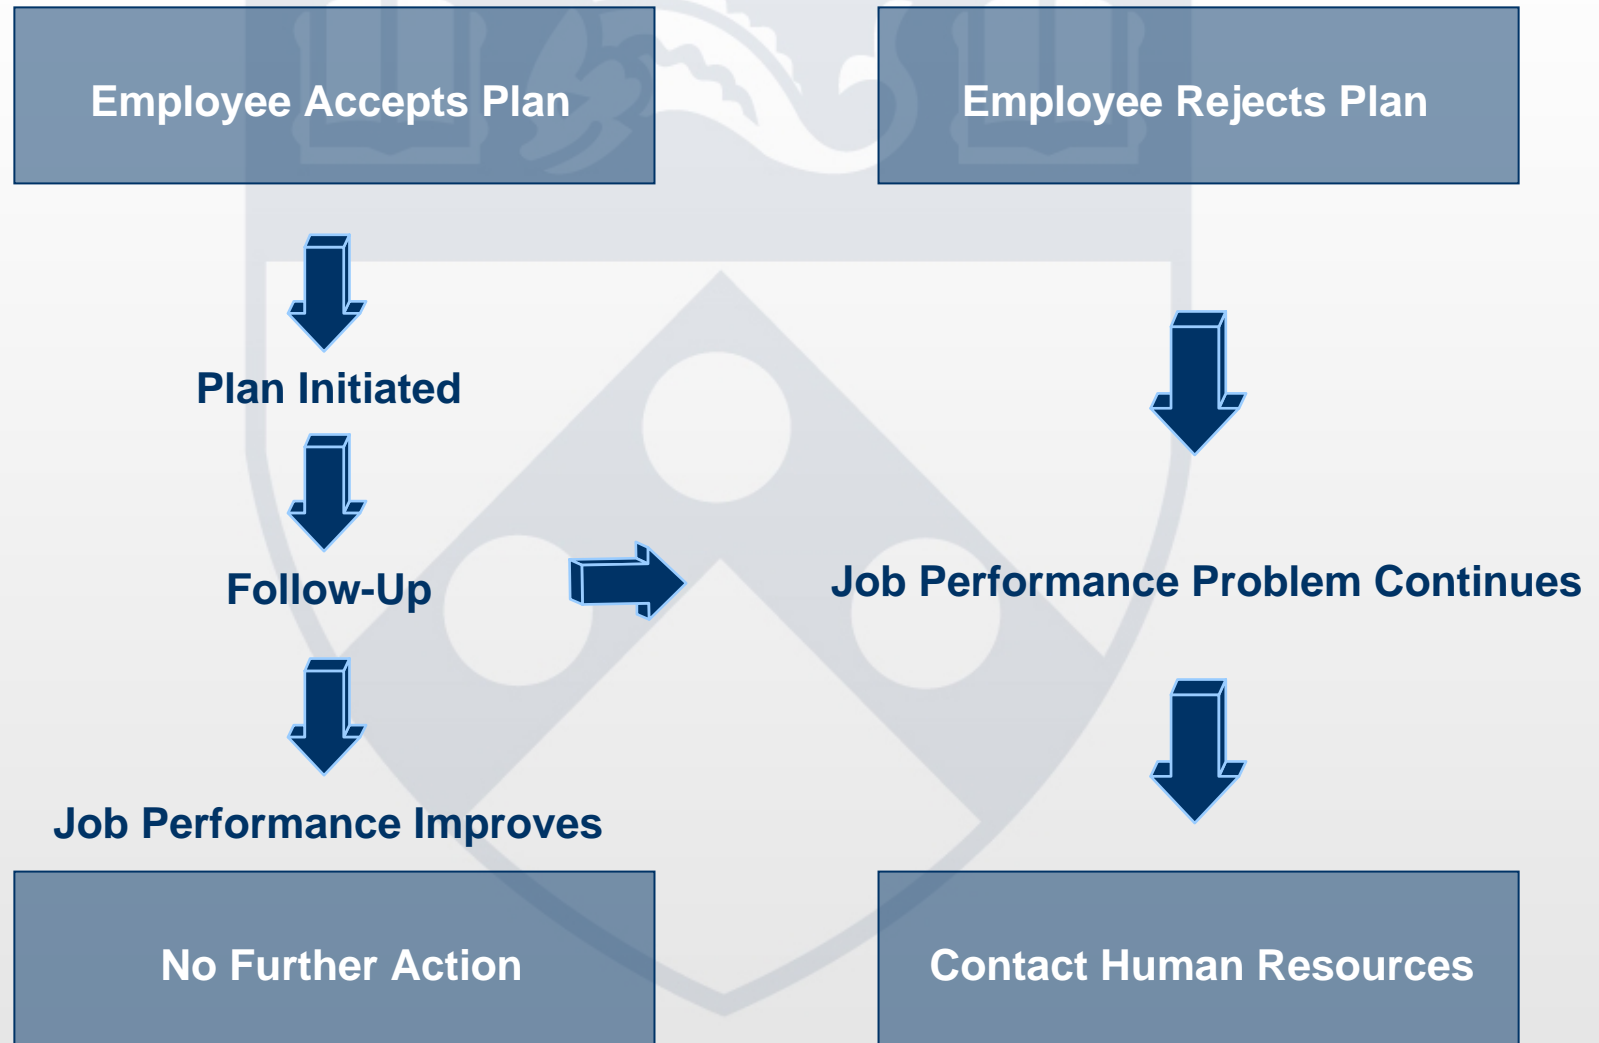 Employee Accepts Plan
Employee Rejects Plan
Plan Initiated
Follow-Up
Job Performance Problem Continues
Job Performance Improves
No Further Action
Contact Human Resources